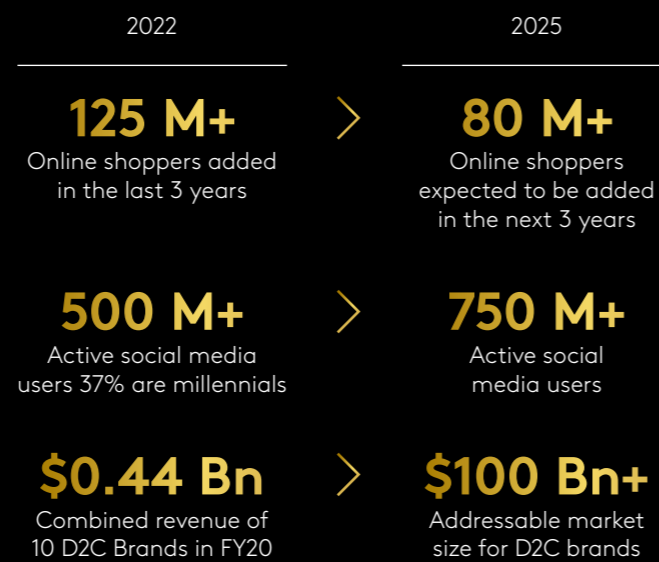 2022
2025
125 M+
>
80 M+
Online shoppers added
in the last 3 years
Online shoppers
expected to be added
in the next 3 years
500 M+
>
750 M+
Active social media
users 37% are millennials
Active social
media users
$0.44 Bn
>
$100 Bn+
Combined revenue of
10 D2C Brands in FY20
Addressable market
size for D2C brands